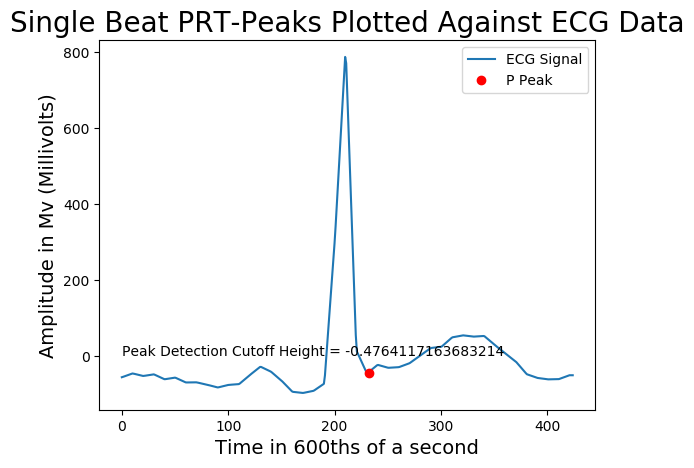 Single Beat PRT-Peaks Plotted Against ECG Data
800
600
400
200
0
Amplitude in Mv (Millivolts)
ECG Signal
P Peak
Peak Detection Cutoff Height = -0.4764117163683214
0 100 200 300 400
Time in 600ths of a second